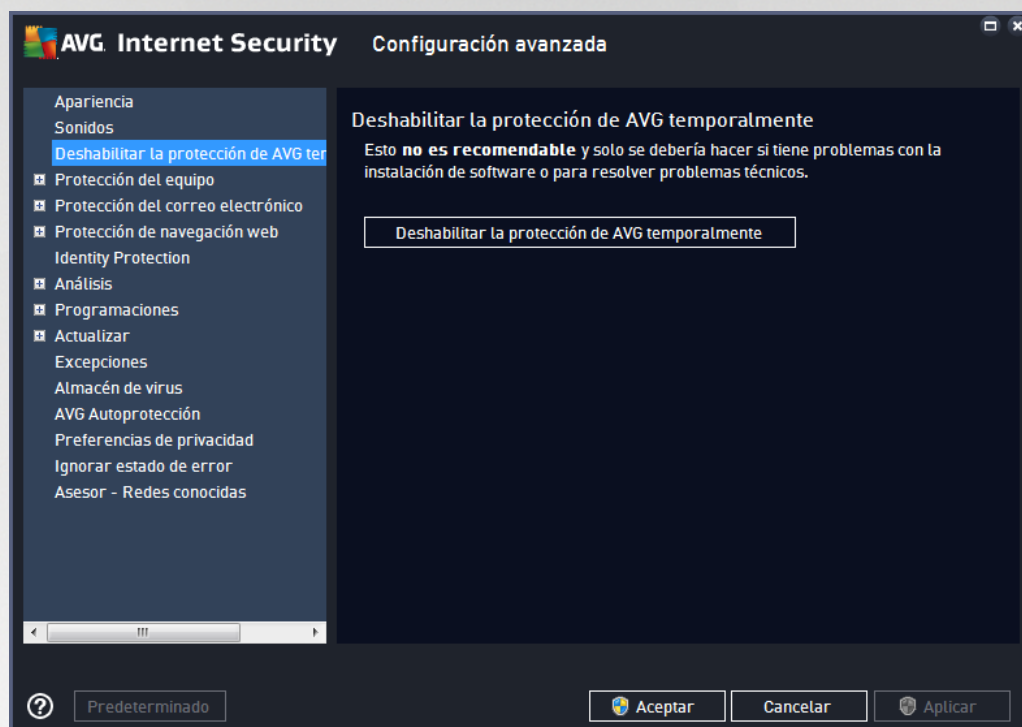 AVG. Internet Security
Configuración avanzada
Apariencia
Sonidos
Deshabilitar la protección de AVG ter
Protección del equipo
Protección del correo electrónico
Protección de navegación web
Identity Protection
Análisis
Programaciones
Actualizar
Excepciones
Almacén de virus
AVG Autoprotección
Preferencias de privacidad
Ignorar estado de error
Asesor - Redes conocidas
Deshabilitar la protección de AVG temporalmente
Esto no es recomendable y solo se debería hacer si tiene problemas con la
instalación de software o para resolver problemas técnicos.
Deshabilitar la protección de AVG temporalmente
Predeterminado
Aceptar
Cancelar
Aplicar